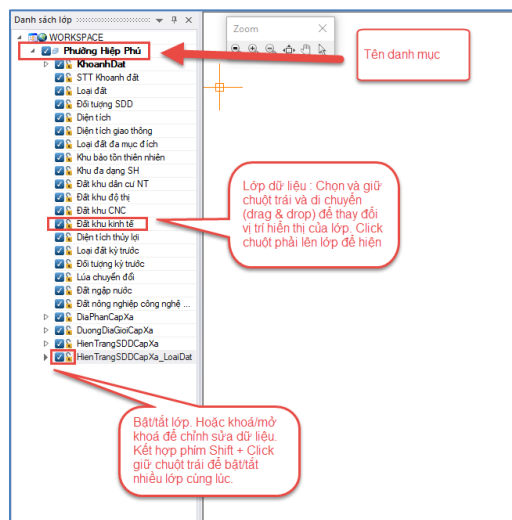 Danh sách lớp
Zoom
WORKSPACE
Phường Hiệp Phú
KhoanhDat
STT Khoanh đất
Loại đất
Đối tượng SDD
Diện tích
Diện tích giao thông
Loại đất đa mục đích
Khu bảo tồn thiên nhiên
Khu đa dạng SH
Đất khu dân cư NT
Đất khu đô thị
Đất khu CNC
Đất khu kinh tế
Diện tích thủy lợi
Loại đất kỳ trước
Đối tượng kỳ trước
Lúa chuyển đổi
Đất ngập nước
Đất nông nghiệp công nghệ ...
DiaPhanCapXa
DuongDiaGioiCapXa
HienTrangSDDCapXa
HienTrangSDDCapXa_LoaiDat
Tên danh mục
Lớp dữ liệu : Chọn và giữ
chuột trái và di chuyển
(drag & drop) để thay đổi
vị trí hiển thị của lớp. Click
chuột phải lên lớp để hiện
Bật/tắt lớp. Hoặc khoá/mở
khoá để chỉnh sửa dữ liệu.
Kết hợp phím Shift + Click
giữ chuột trái để bật/tắt
nhiều lớp cùng lúc.